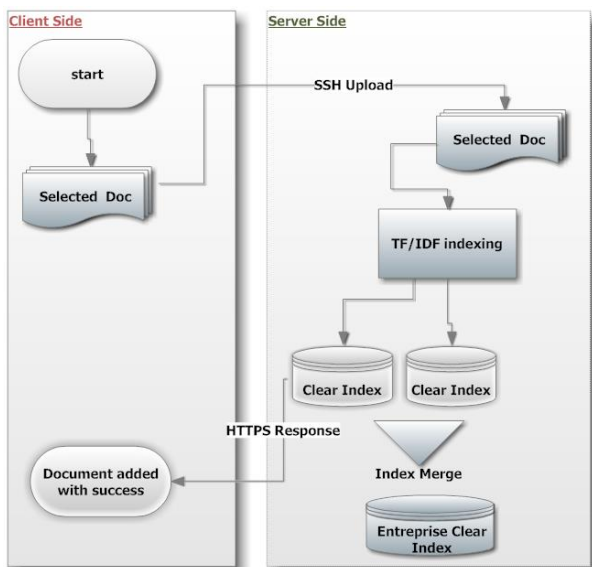 Client Side
Server Side
start
SSH Upload
Selected Doc
Selected Doc
TF/IDF indexing
Clear Index
Clear Index
HTTPS Response
Document added
with success
Index Merge
Entreprise Clear
Index